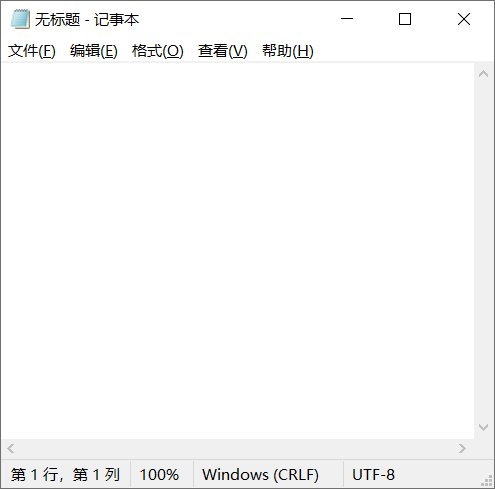 无标题 - 记事本
文件(F) 编辑(E) 格式(O) 查看(V) 帮助(H)
第 1 行，第 1 列 100% Windows (CRLF) UTF-8